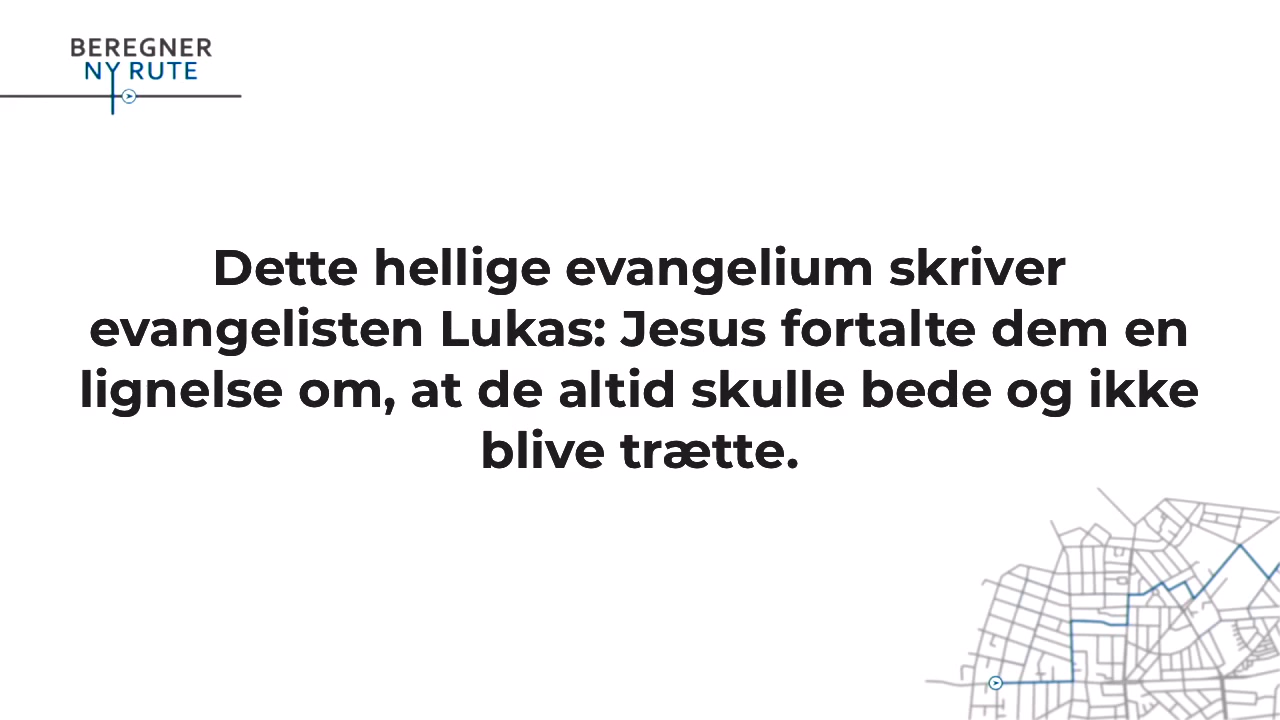 BEREGNER
NY RUTE
Dette hellige evangelium skriver
evangelisten Lukas: Jesus fortalte dem en
lignelse om, at de altid skulle bede og ikke
blive trætte.